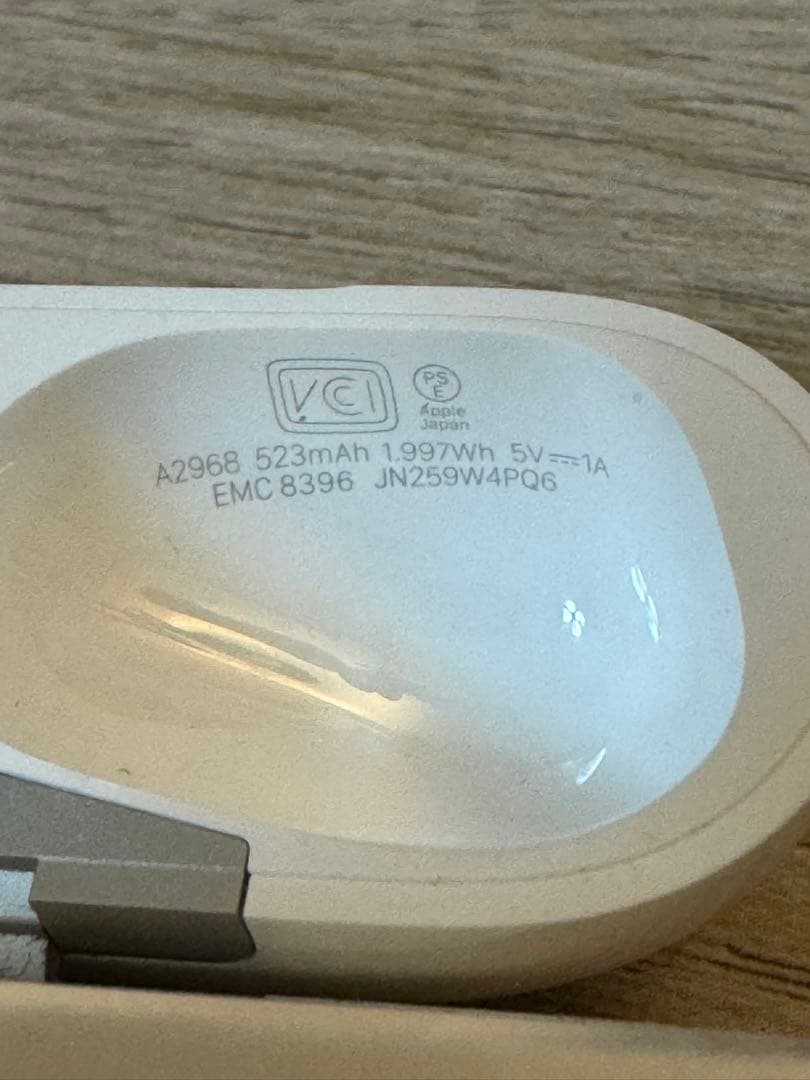 VCI
PSE
Apple
Japan
A2968 523mAh 1.997Wh 5V⎓1A
EMC 8396 JN259W4PQ6